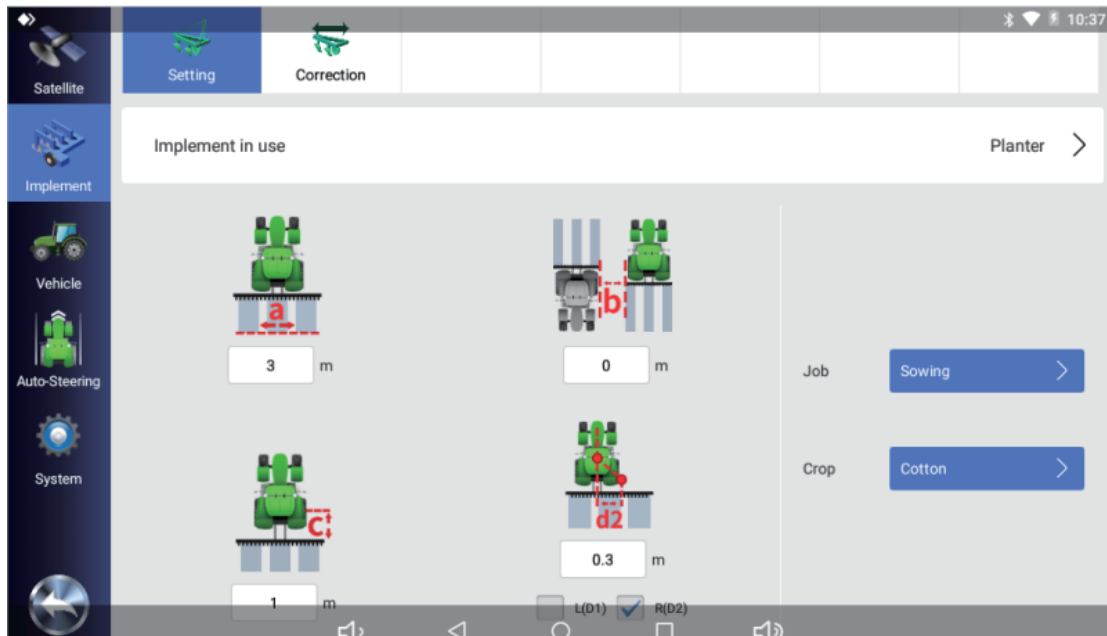 10:37
Satellite
Setting
Correction
Implement in use
Planter
Implement
a
b
Vehicle
3 m
0 m
Job
Sowing
Auto-Steering
System
c
d2
Crop
Cotton
0.3 m
1 m
L(D1)
R(D2)